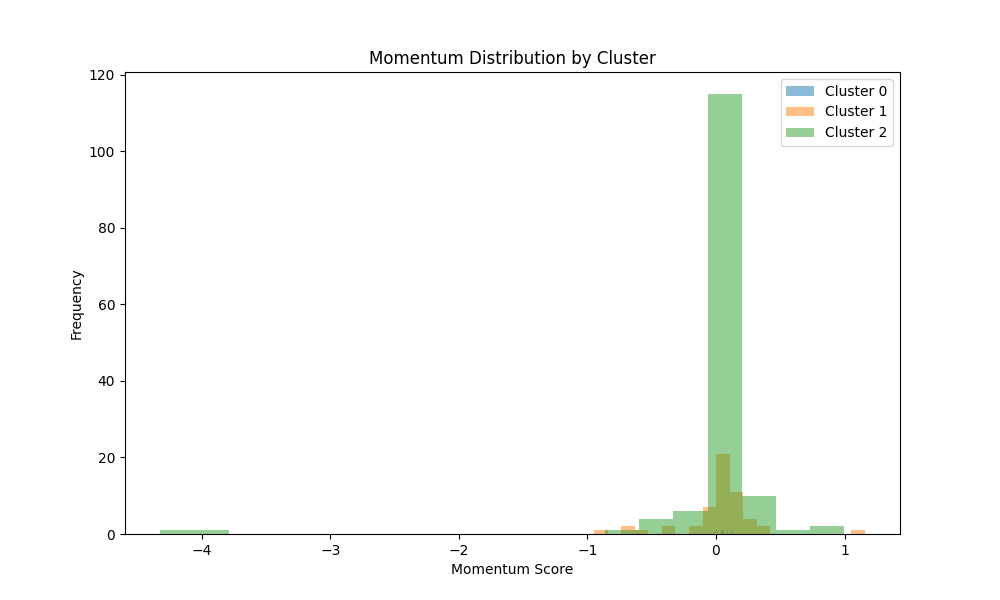 Momentum Distribution by Cluster
Cluster 0
Cluster 1
Cluster 2
Frequency
120
100
80
60
40
20
0
−4
−3
−2
−1
0
1
Momentum Score